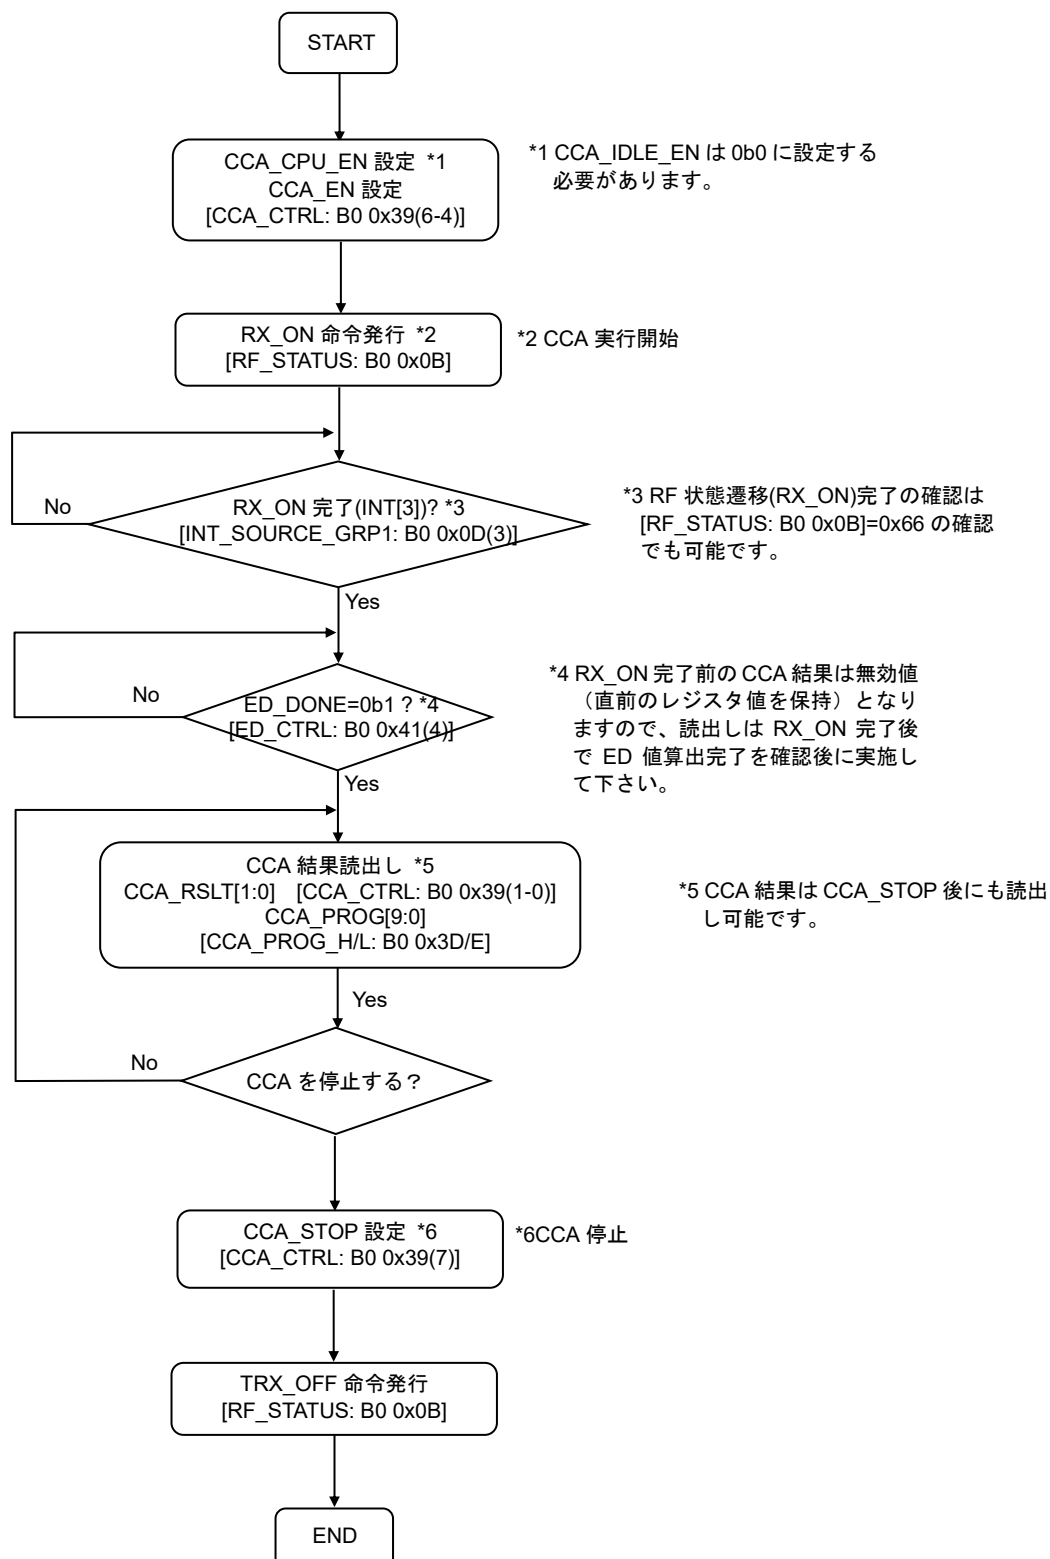 START
CCA_CPU_EN 設定 *1
CCA_EN 設定
[CCA_CTRL: B0 0x39(6-4)]
*1 CCA_IDLE_EN は 0b0 に設定する
必要があります。
RX_ON 命令発行 *2
[RF_STATUS: B0 0x0B]
*2 CCA 実行開始
No
RX_ON 完了(INT[3])? *3
[INT_SOURCE_GRP1: B0 0x0D(3)]
*3 RF 状態遷移(RX_ON)完了の確認は
[RF_STATUS: B0 0x0B]=0x66 の確認
でも可能です。
Yes
No
ED_DONE=0b1 ? *4
[ED_CTRL: B0 0x41(4)]
*4 RX_ON 完了前の CCA 結果は無効値
(直前のレジスタ値を保持)となり
ますので、読出しは RX_ON 完了後
で ED 値算出完了を確認後に実施し
て下さい。
Yes
CCA 結果読出し *5
CCA_RSLT[1:0] [CCA_CTRL: B0 0x39(1-0)]
CCA_PROG[9:0]
[CCA_PROG_H/L: B0 0x3D/E]
*5 CCA 結果は CCA_STOP 後にも読出
し可能です。
Yes
No
CCA を停止する?
CCA_STOP 設定 *6
[CCA_CTRL: B0 0x39(7)]
*6CCA 停止
TRX_OFF 命令発行
[RF_STATUS: B0 0x0B]
END